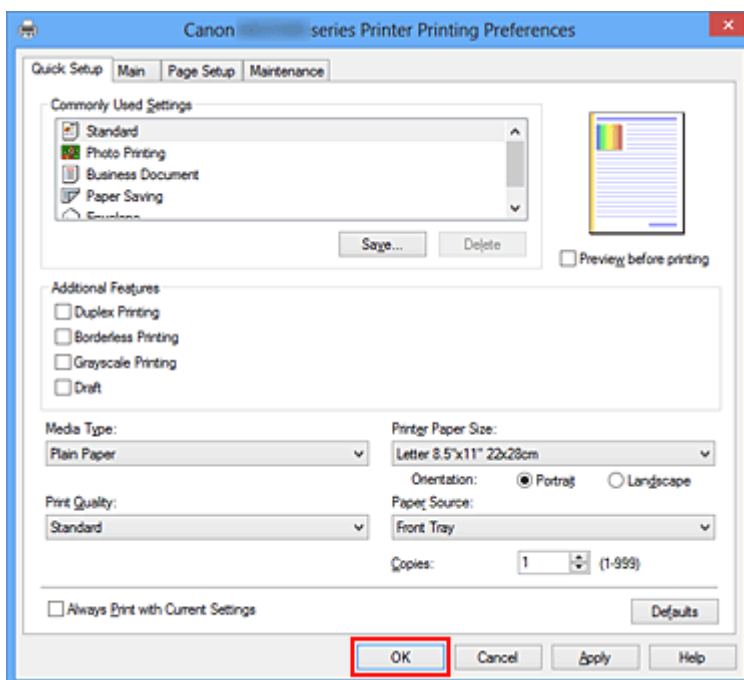 Canon series Printer Printing Preferences
Quick Setup Main Page Setup Maintenance
Commonly Used Settings
Standard
Photo Printing
Business Document
Paper Saving
Envelope
Save... Delete
Preview before printing
Additional Features
Duplex Printing
Borderless Printing
Grayscale Printing
Draft
Media Type: Printer Paper Size:
Plain Paper Letter 8.5"x11" 22x28cm
Orientation: Portrait Landscape
Print Quality: Paper Source:
Standard Front Tray
Copies: 1 (1-999)
Always Print with Current Settings Defaults
OK Cancel Apply Help